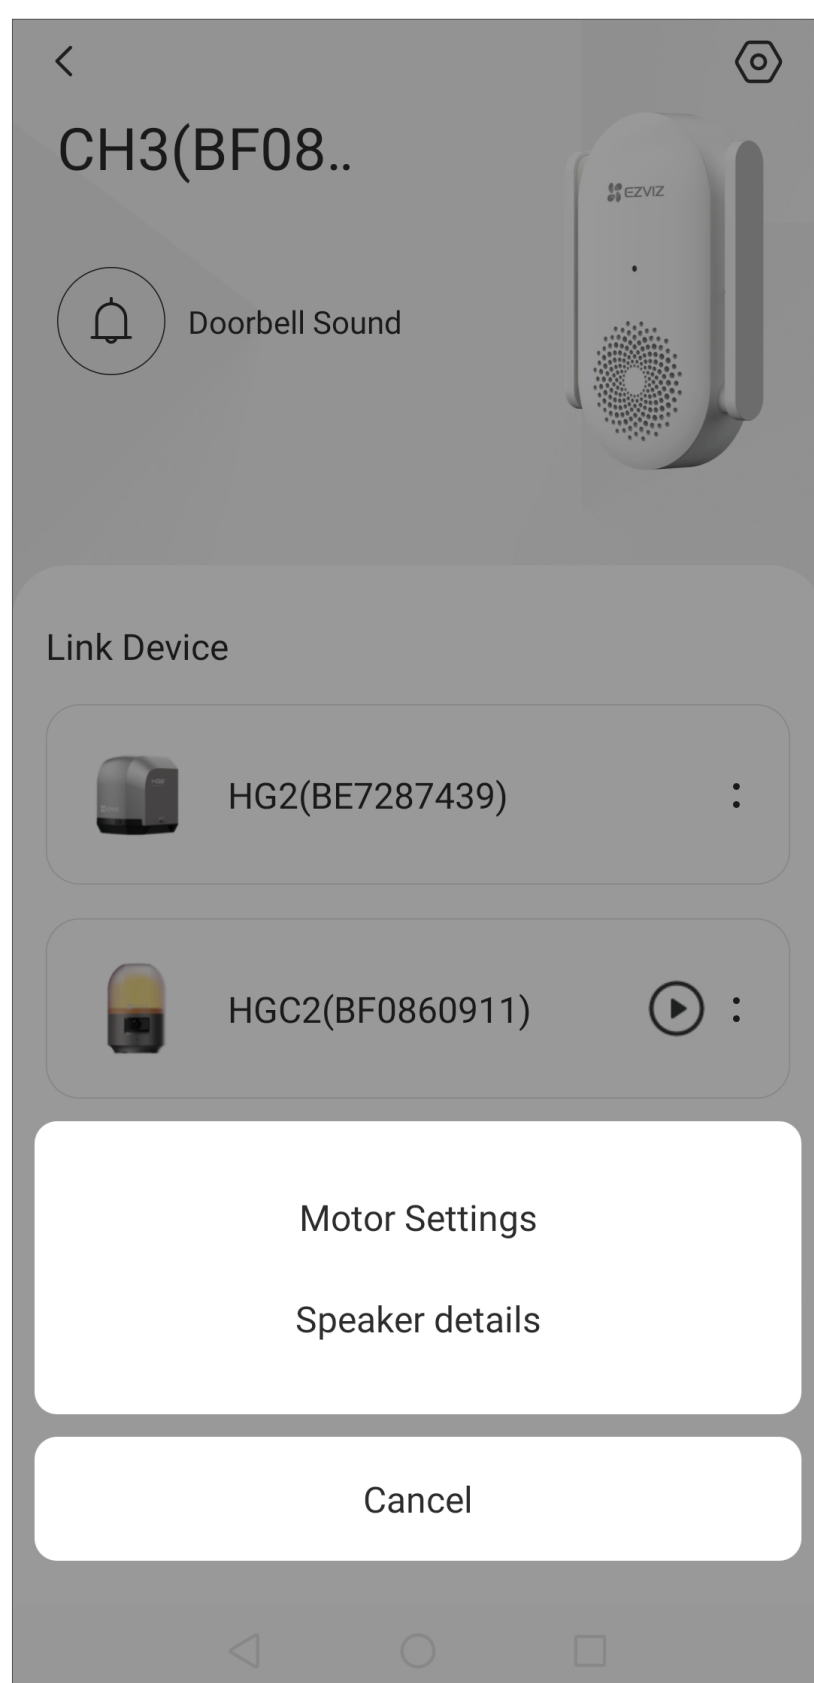 CH3(BF08..
EZVIZ
Doorbell Sound
Link Device
HG2(BE7287439)
HGC2(BF0860911)
Motor Settings
Speaker details
Cancel